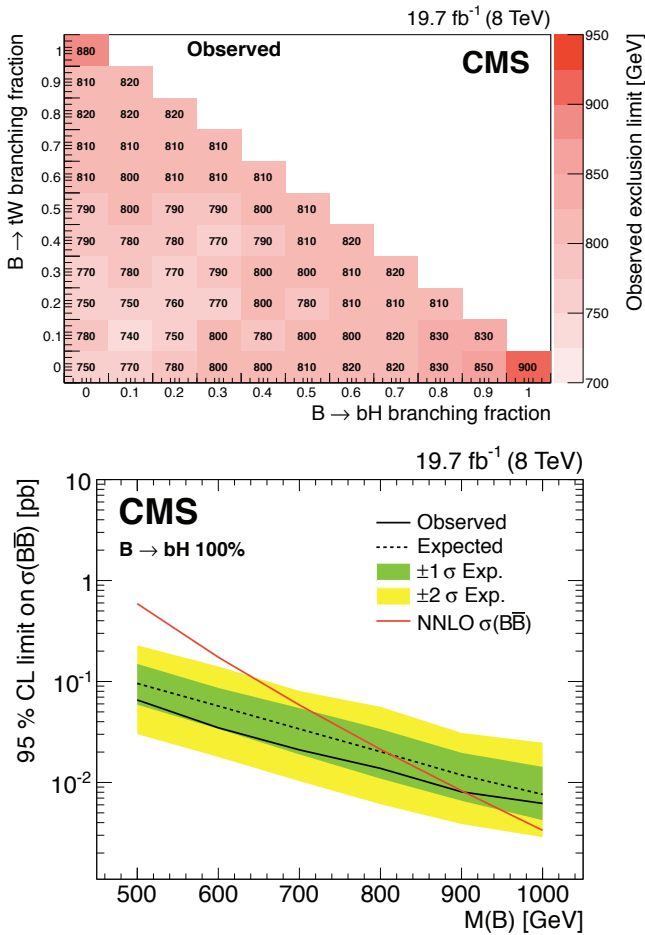 19.7 fb⁻¹ (8 TeV)
Observed
CMS
B → tW branching fraction
1 880
0.9 810 820
0.8 820 820 820
0.7 810 810 810 810
0.6 810 800 810 810 810
0.5 790 800 790 790 800 810
0.4 790 780 780 770 790 810 820
0.3 770 780 770 790 800 800 810 820
0.2 750 750 760 770 800 780 810 810 810
0.1 780 740 750 800 780 800 800 820 830 830
0 750 770 780 800 800 810 820 820 830 850 900
0 0.1 0.2 0.3 0.4 0.5 0.6 0.7 0.8 0.9 1
B → bH branching fraction
950
900
850
800
750
700
Observed exclusion limit [GeV]
19.7 fb⁻¹ (8 TeV)
CMS
B → bH 100%
Observed
Expected
±1 σ Exp.
±2 σ Exp.
NNLO σ(BB̅)
95 % CL limit on σ(BB̅) [pb]
10
1
10⁻¹
10⁻²
500 600 700 800 900 1000
M(B) [GeV]